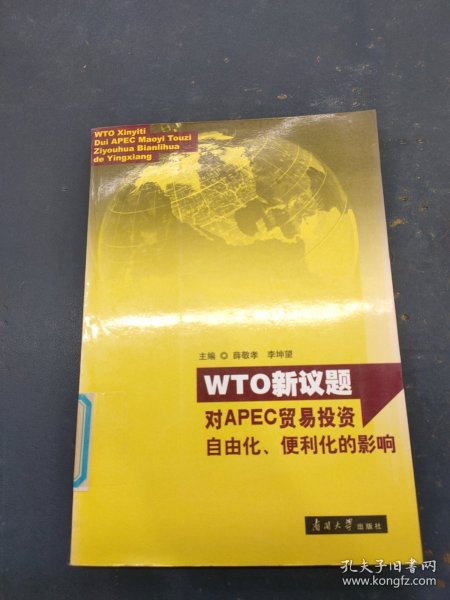 WTO Xinyiti
Dui APEC Maoyi Touzi
Ziyouhua Bianlihua
de Yingxiang
主编 ◎ 薛敬孝 李坤望
WTO新议题
对APEC贸易投资
自由化、便利化的影响
南开大学出版社
孔夫子旧书网
www.kongfz.com